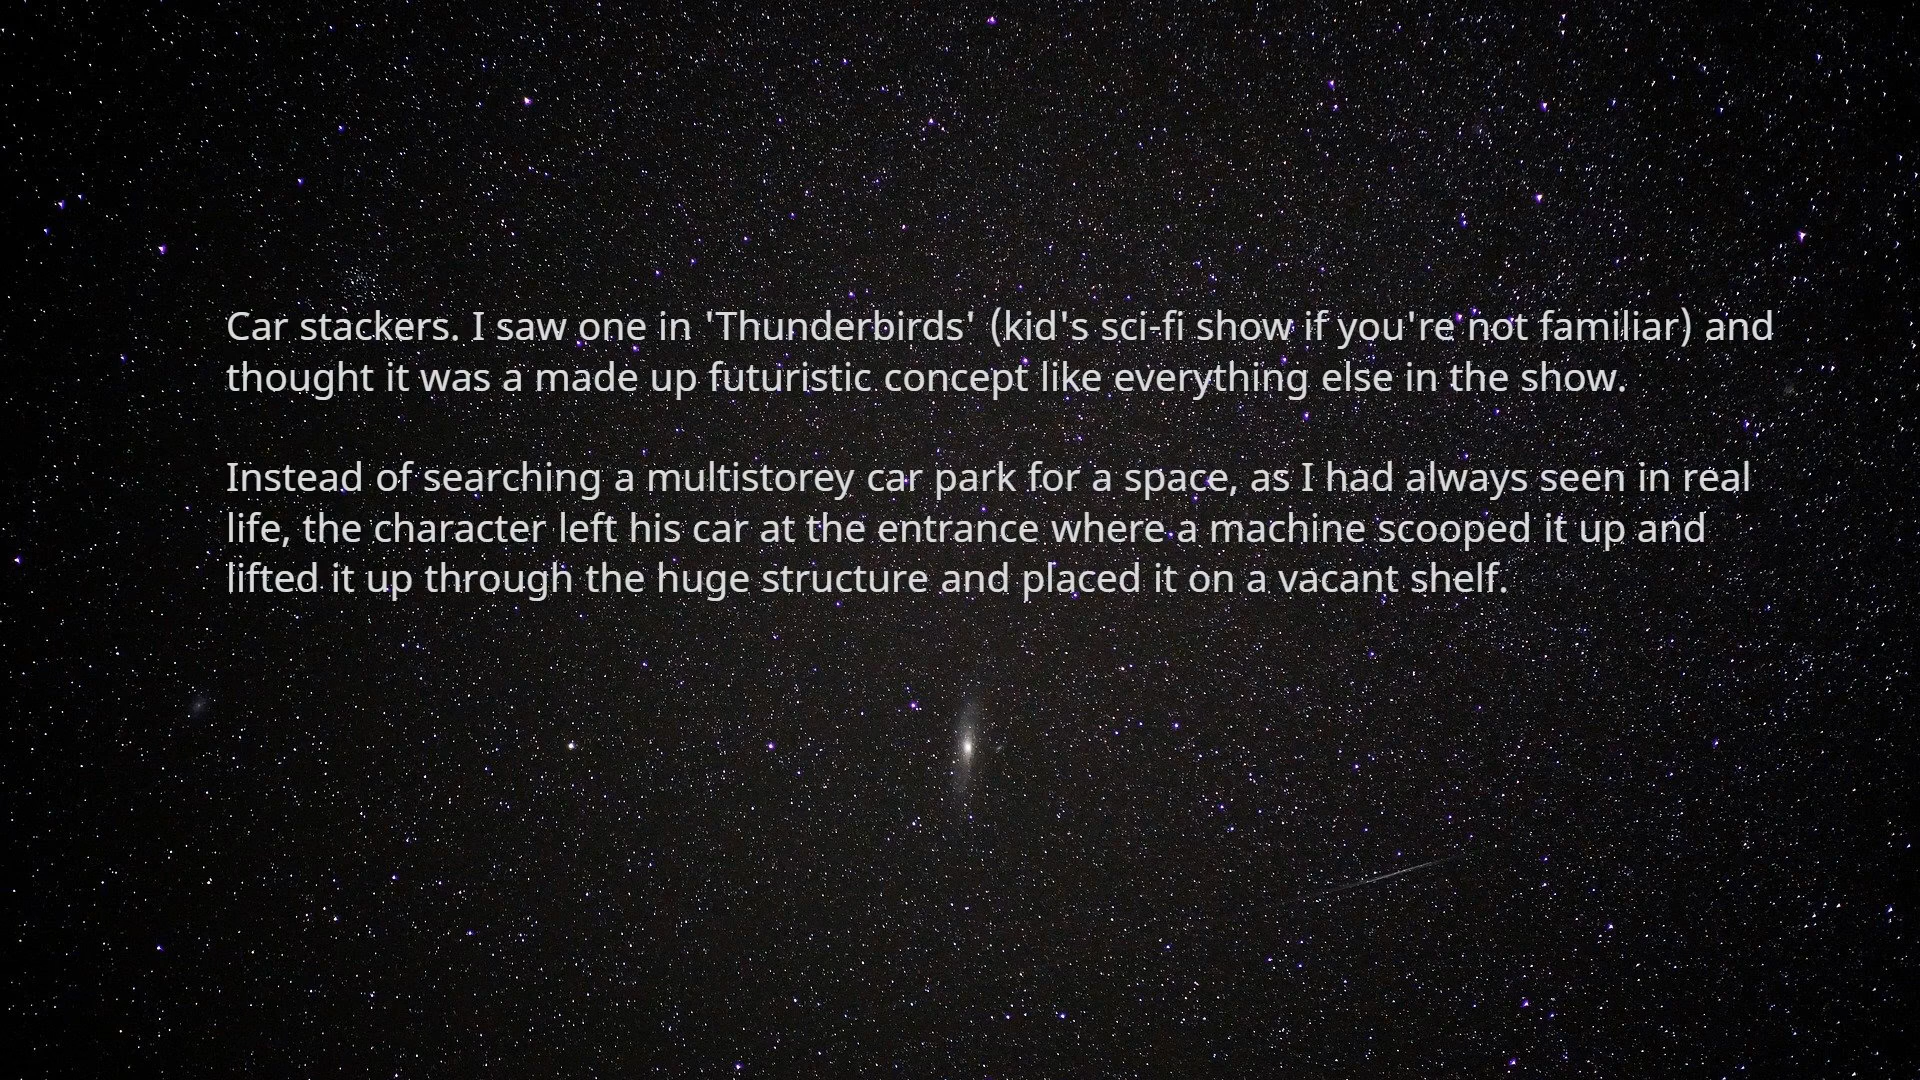 Car stackers. I saw one in 'Thunderbirds' (kid's sci-fi show if you're not familiar) and
thought it was a made up futuristic concept like everything else in the show.
Instead of searching a multistorey car park for a space, as I had always seen in real
life, the character left his car at the entrance where a machine scooped it up and
lifted it up through the huge structure and placed it on a vacant shelf.